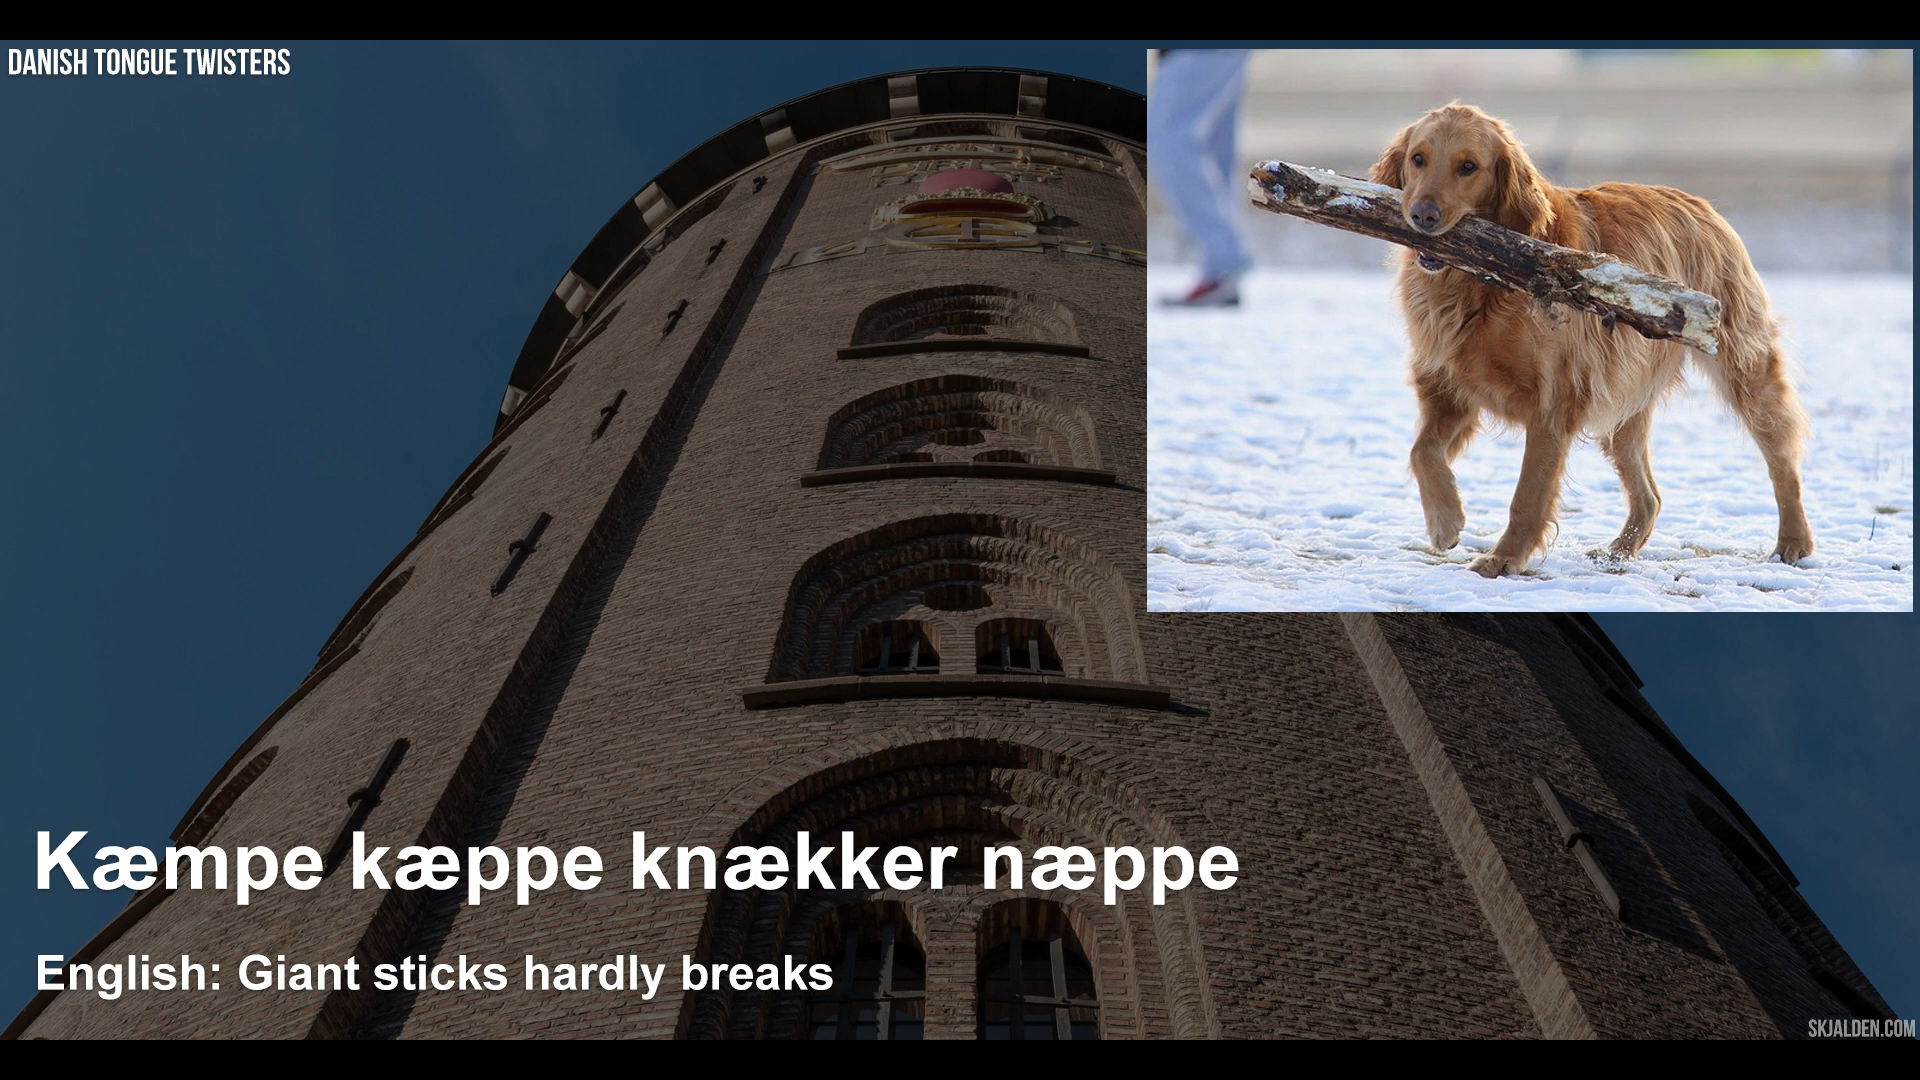 DANISH TONGUE TWISTERS
Kæmpe kæppe knækker næppe
English: Giant sticks hardly breaks
SKJALDEN.COM